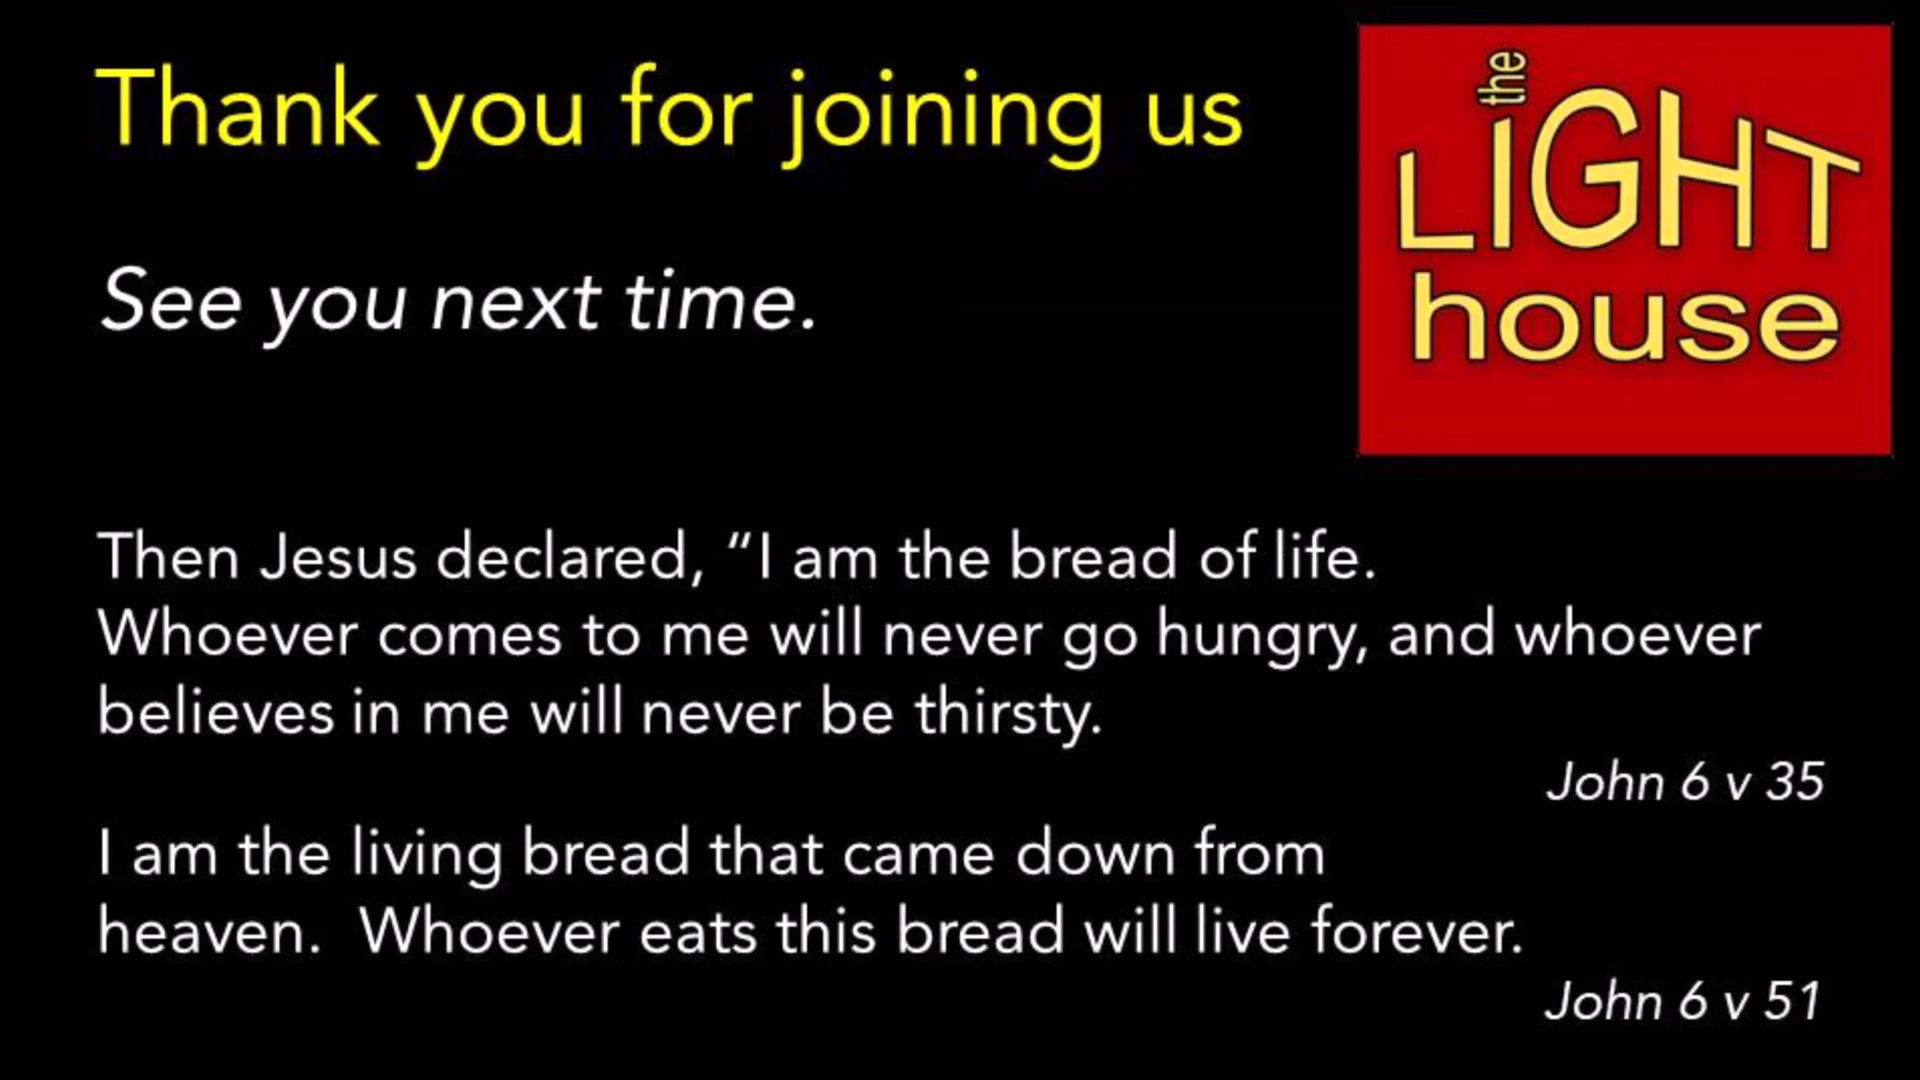 Thank you for joining us
See you next time.
the
LIGHT
house
Then Jesus declared, “I am the bread of life.
Whoever comes to me will never go hungry, and whoever
believes in me will never be thirsty.
John 6 v 35
I am the living bread that came down from
heaven.  Whoever eats this bread will live forever.
John 6 v 51